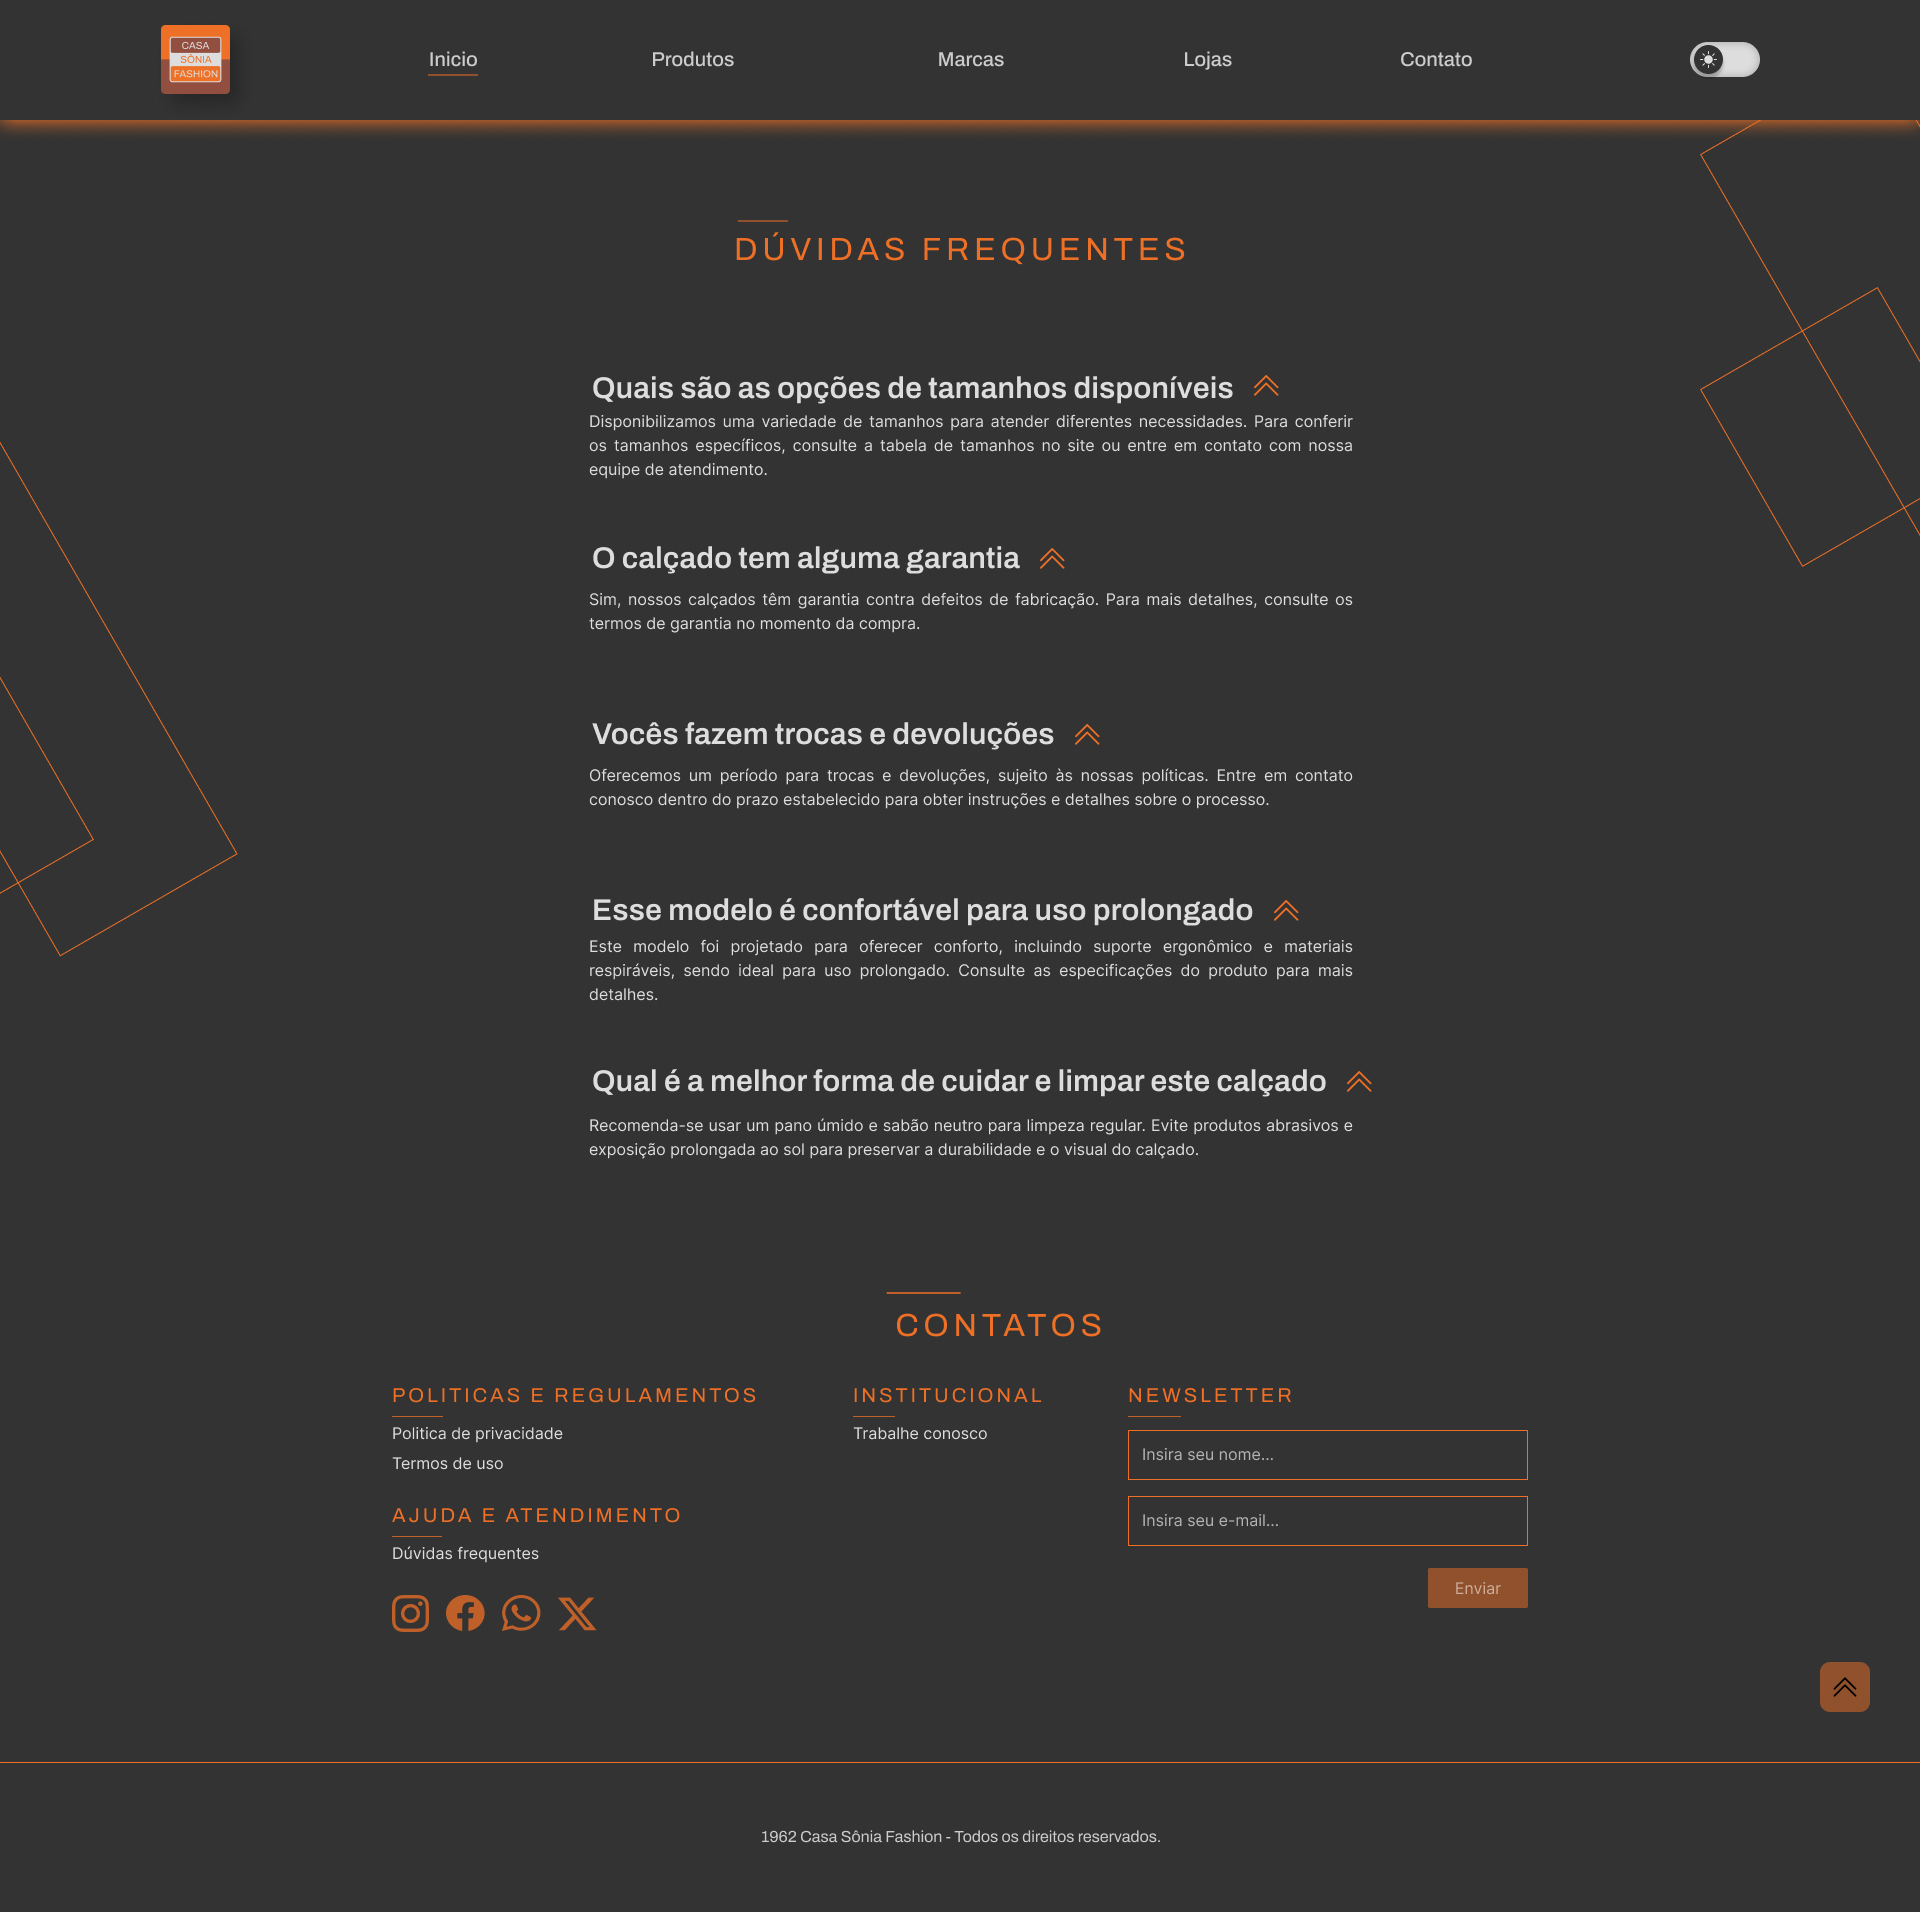 CASA
SÔNIA
FASHION
Inicio
Produtos
Marcas
Lojas
Contato
DÚVIDAS FREQUENTES
Quais são as opções de tamanhos disponíveis
Disponibilizamos uma variedade de tamanhos para atender diferentes necessidades. Para conferir
os tamanhos específicos, consulte a tabela de tamanhos no site ou entre em contato com nossa
equipe de atendimento.
O calçado tem alguma garantia
Sim, nossos calçados têm garantia contra defeitos de fabricação. Para mais detalhes, consulte os
termos de garantia no momento da compra.
Vocês fazem trocas e devoluções
Oferecemos um período para trocas e devoluções, sujeito às nossas políticas. Entre em contato
conosco dentro do prazo estabelecido para obter instruções e detalhes sobre o processo.
Esse modelo é confortável para uso prolongado
Este modelo foi projetado para oferecer conforto, incluindo suporte ergonômico e materiais
respiráveis, sendo ideal para uso prolongado. Consulte as especificações do produto para mais
detalhes.
Qual é a melhor forma de cuidar e limpar este calçado
Recomenda-se usar um pano úmido e sabão neutro para limpeza regular. Evite produtos abrasivos e
exposição prolongada ao sol para preservar a durabilidade e o visual do calçado.
CONTATOS
POLITICAS E REGULAMENTOS
Politica de privacidade
Termos de uso
AJUDA E ATENDIMENTO
Dúvidas frequentes
INSTITUCIONAL
Trabalhe conosco
NEWSLETTER
Insira seu nome...
Insira seu e-mail...
Enviar
1962 Casa Sônia Fashion - Todos os direitos reservados.